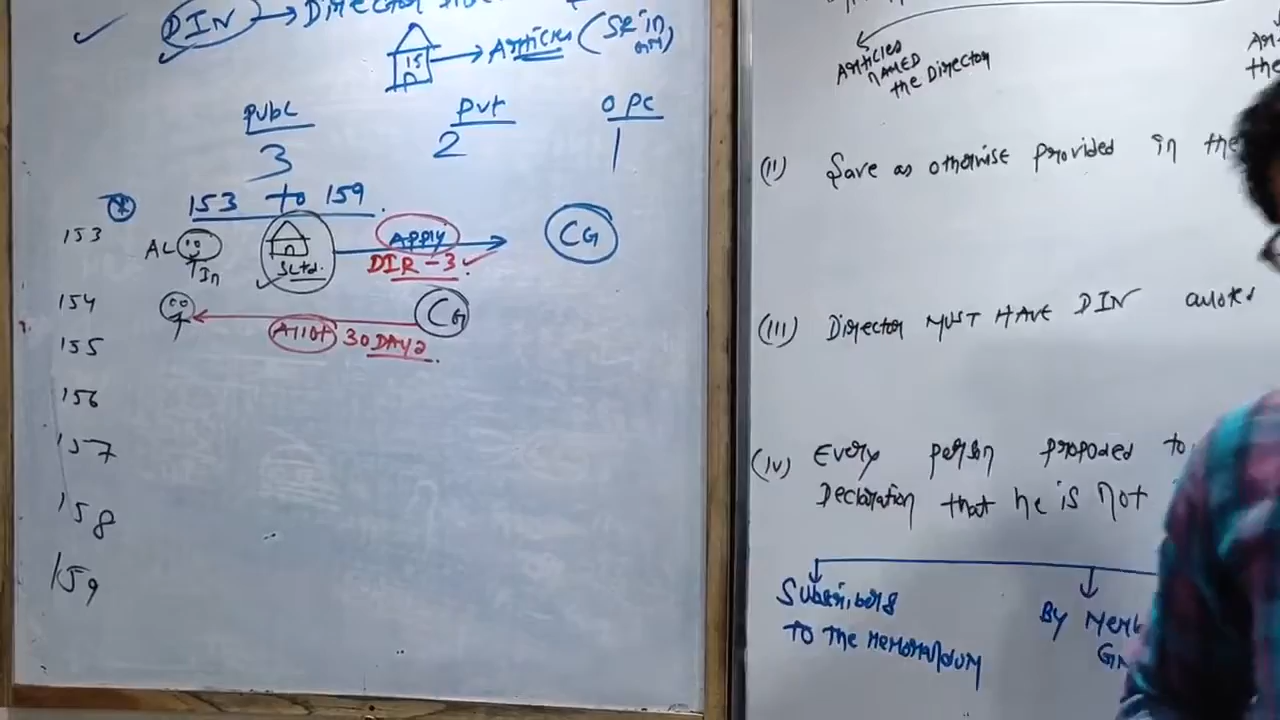 DIN → Director
15 → Articles (
Publ Pvt OPC
3 2 1
153 to 159.
153 AL In S Ltd. Apply DIR-3 CG
154 Allot 30 DAYS. CG
155
156
157
158
159
Articles NAMED the Director
(II) Save as otherwise provided in the
(III) Director MUST HAVE DIN
(IV) Every person proposed to
Declaration that he is not
Subscribers
To the Memorandum
By